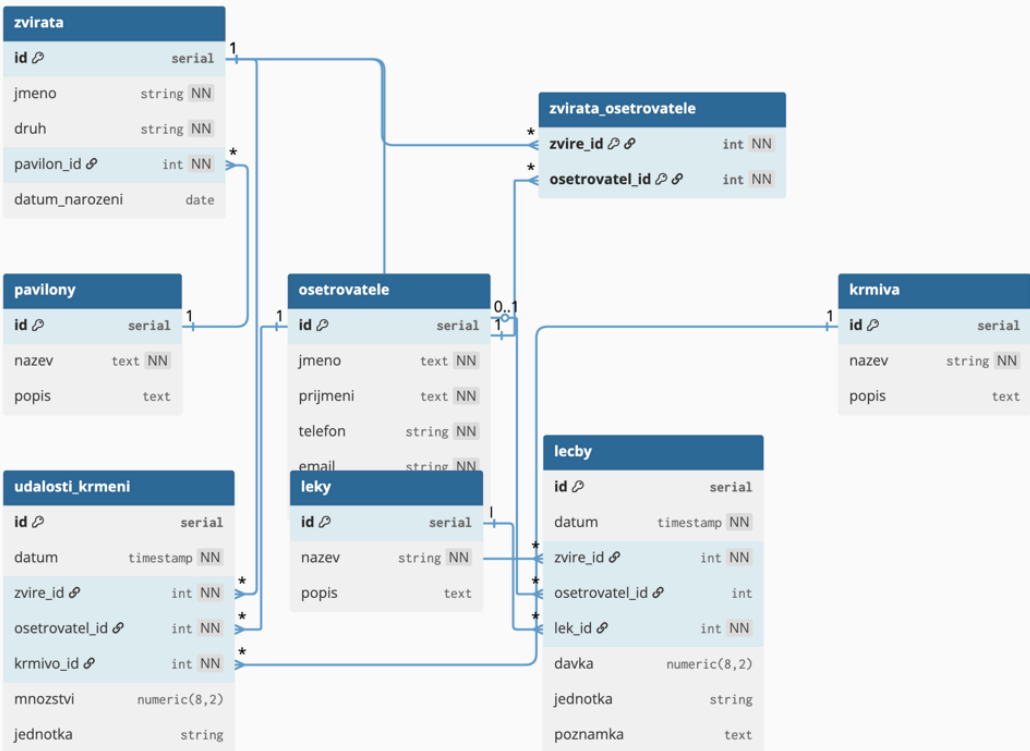 zvirata
id serial
jmeno string NN
druh string NN
pavilon_id int NN
datum_narozeni date
1
*
zvirata_osetrovatele
zvire_id int NN
osetrovatel_id int NN
*
*
pavilony
id serial
nazev text NN
popis text
1
osetrovatele
id serial
jmeno text NN
prijmeni text NN
telefon string NN
email string NN
1
0..1
1
krmiva
id serial
nazev string NN
popis text
1
udalosti_krmeni
id serial
datum timestamp NN
zvire_id int NN
osetrovatel_id int NN
krmivo_id int NN
mnozstvi numeric(8,2)
jednotka string
*
*
*
leky
id serial
nazev string NN
popis text
lecby
id serial
datum timestamp NN
zvire_id int NN
osetrovatel_id int
lek_id int NN
davka numeric(8,2)
jednotka string
poznamka text
*
*
*